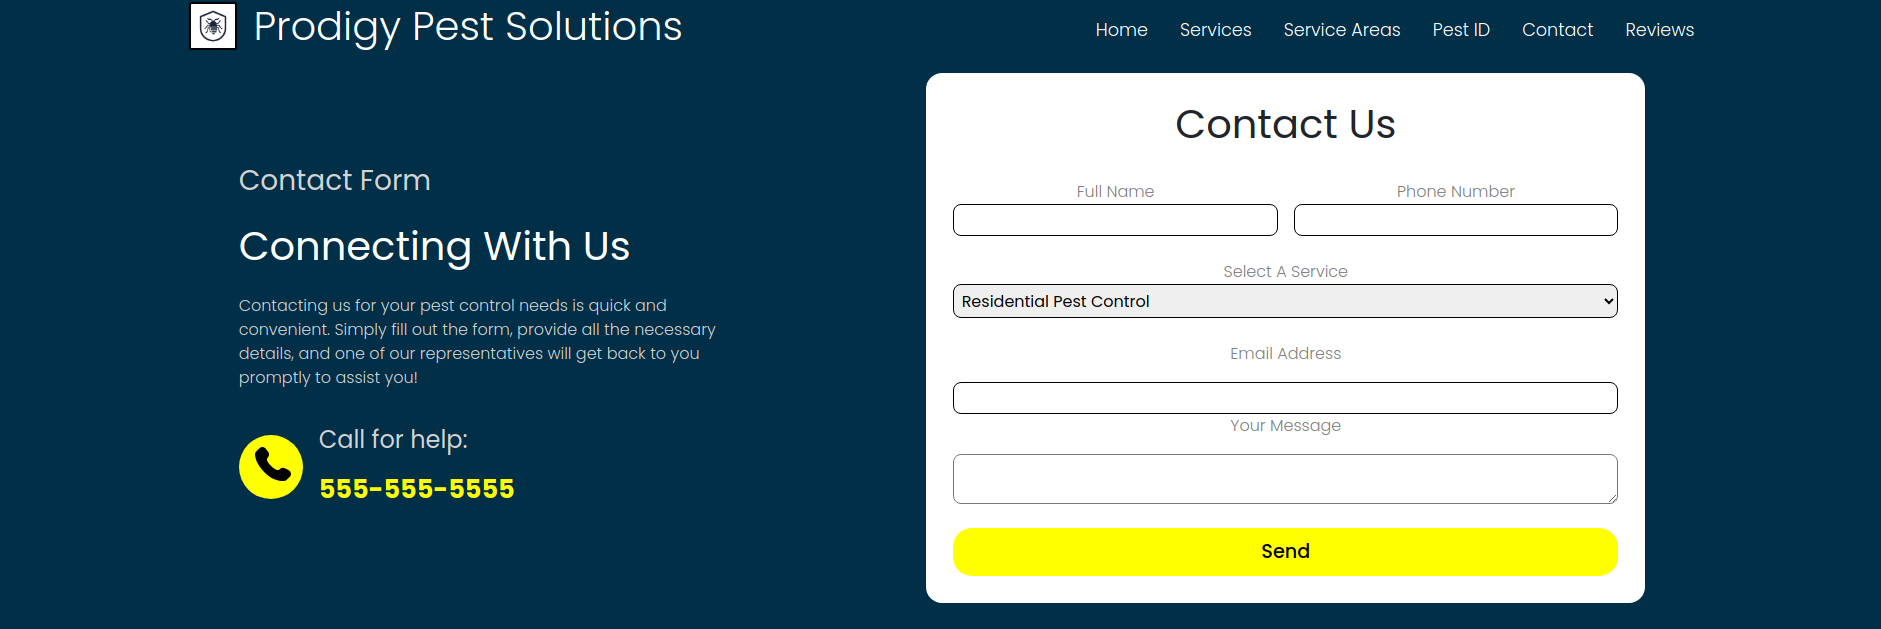 Prodigy Pest Solutions
Home Services Service Areas Pest ID Contact Reviews
Contact Form
Connecting With Us
Contacting us for your pest control needs is quick and
convenient. Simply fill out the form, provide all the necessary
details, and one of our representatives will get back to you
promptly to assist you!
Call for help:
555-555-5555
Contact Us
Full Name Phone Number
Select A Service
Residential Pest Control
Email Address
Your Message
Send